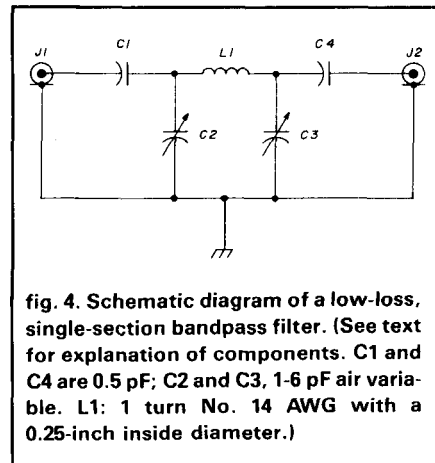 J1
C1
L1
C4
J2
C2
C3
fig. 4. Schematic diagram of a low-loss,
single-section bandpass filter. (See text
for explanation of components. C1 and
C4 are 0.5 pF; C2 and C3, 1-6 pF air varia-
ble. L1: 1 turn No. 14 AWG with a
0.25-inch inside diameter.)